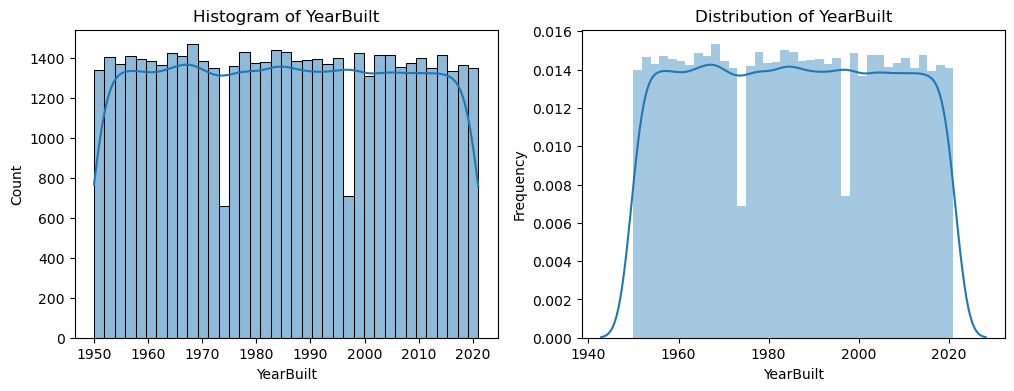 Histogram of YearBuilt
1400
1200
1000
800
600
400
200
0
Count
1950 1960 1970 1980 1990 2000 2010 2020
YearBuilt
Distribution of YearBuilt
0.016
0.014
0.012
0.010
0.008
0.006
0.004
0.002
0.000
Frequency
1940 1960 1980 2000 2020
YearBuilt